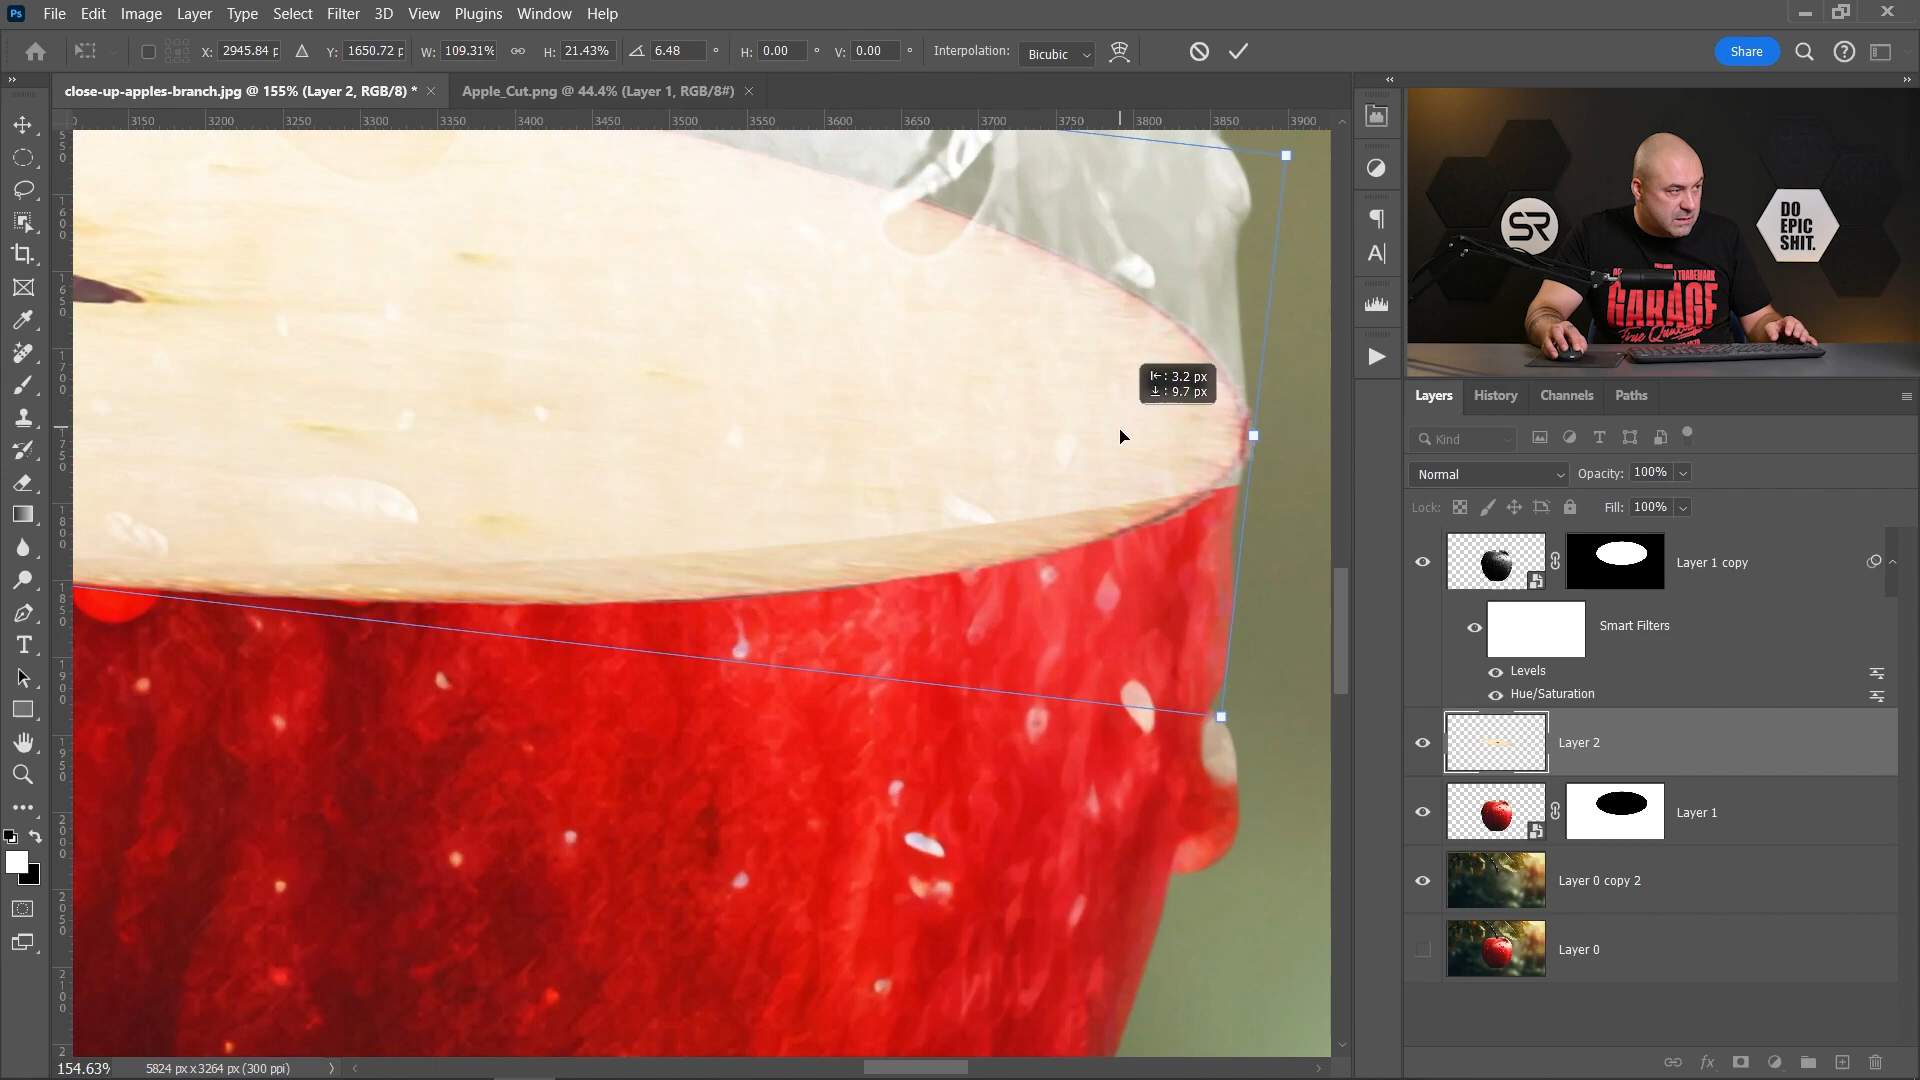 Ps File Edit Image Layer Type Select Filter 3D View Plugins Window Help
X: 2945.84 p Y: 1650.72 p W: 109.31% H: 21.43% 6.48 ° H: 0.00 ° V: 0.00 ° Interpolation: Bicubic Share
close-up-apples-branch.jpg @ 155% (Layer 2, RGB/8) * × Apple_Cut.png @ 44.4% (Layer 1, RGB/8#) ×
3150 3200 3250 3300 3350 3400 3450 3500 3550 3600 3650 3700 3750 3800 3850 3900
: 3.2 px
: 9.7 px
SR
DO
EPIC
SHIT.
GARAGE
True Quality
Layers History Channels Paths
Kind
Normal Opacity: 100%
Lock: Fill: 100%
Layer 1 copy
Smart Filters
Levels
Hue/Saturation
Layer 2
Layer 1
Layer 0 copy 2
Layer 0
154.63% 5824 px x 3264 px (300 ppi)